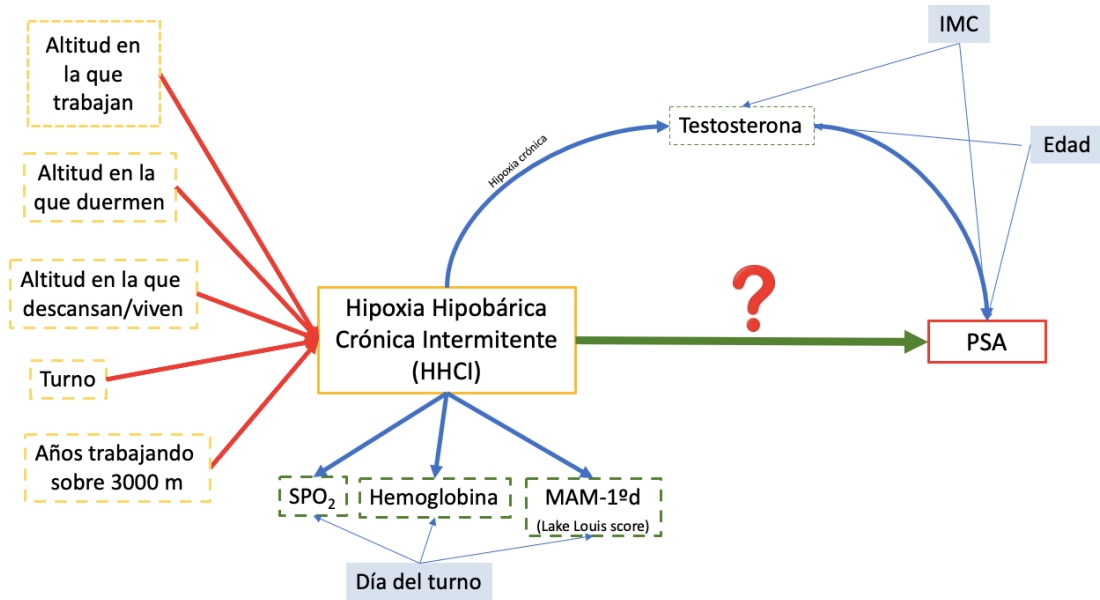 IMC
Altitud en
la que
trabajan
Testosterona
Edad
Hipoxia crónica
Altitud en la
que duermen
Altitud en la que
descansan/viven
Hipoxia Hipobárica
Crónica Intermitente
(HHCI)
?
PSA
Turno
Años trabajando
sobre 3000 m
SPO₂
Hemoglobina
MAM-1ºd
(Lake Louis score)
Día del turno